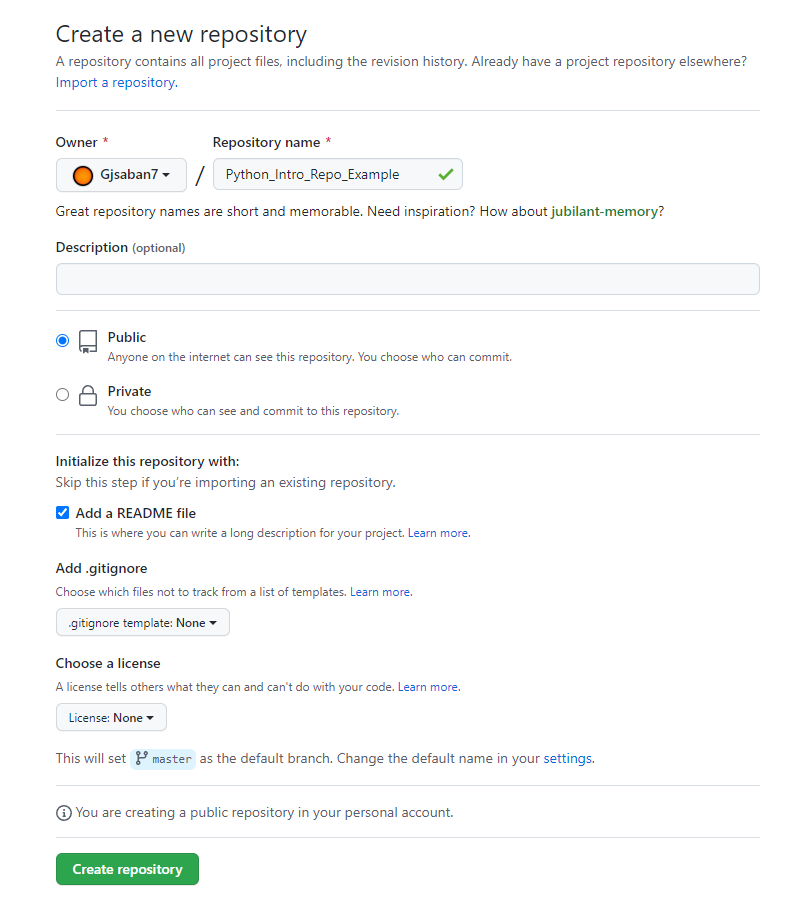 Create a new repository
A repository contains all project files, including the revision history. Already have a project repository elsewhere?
Import a repository.
Owner * Repository name *
Gjsaban7 / Python_Intro_Repo_Example
Great repository names are short and memorable. Need inspiration? How about jubilant-memory?
Description (optional)
Public
Anyone on the internet can see this repository. You choose who can commit.
Private
You choose who can see and commit to this repository.
Initialize this repository with:
Skip this step if you're importing an existing repository.
Add a README file
This is where you can write a long description for your project. Learn more.
Add .gitignore
Choose which files not to track from a list of templates. Learn more.
.gitignore template: None
Choose a license
A license tells others what they can and can't do with your code. Learn more.
License: None
This will set master as the default branch. Change the default name in your settings.
You are creating a public repository in your personal account.
Create repository